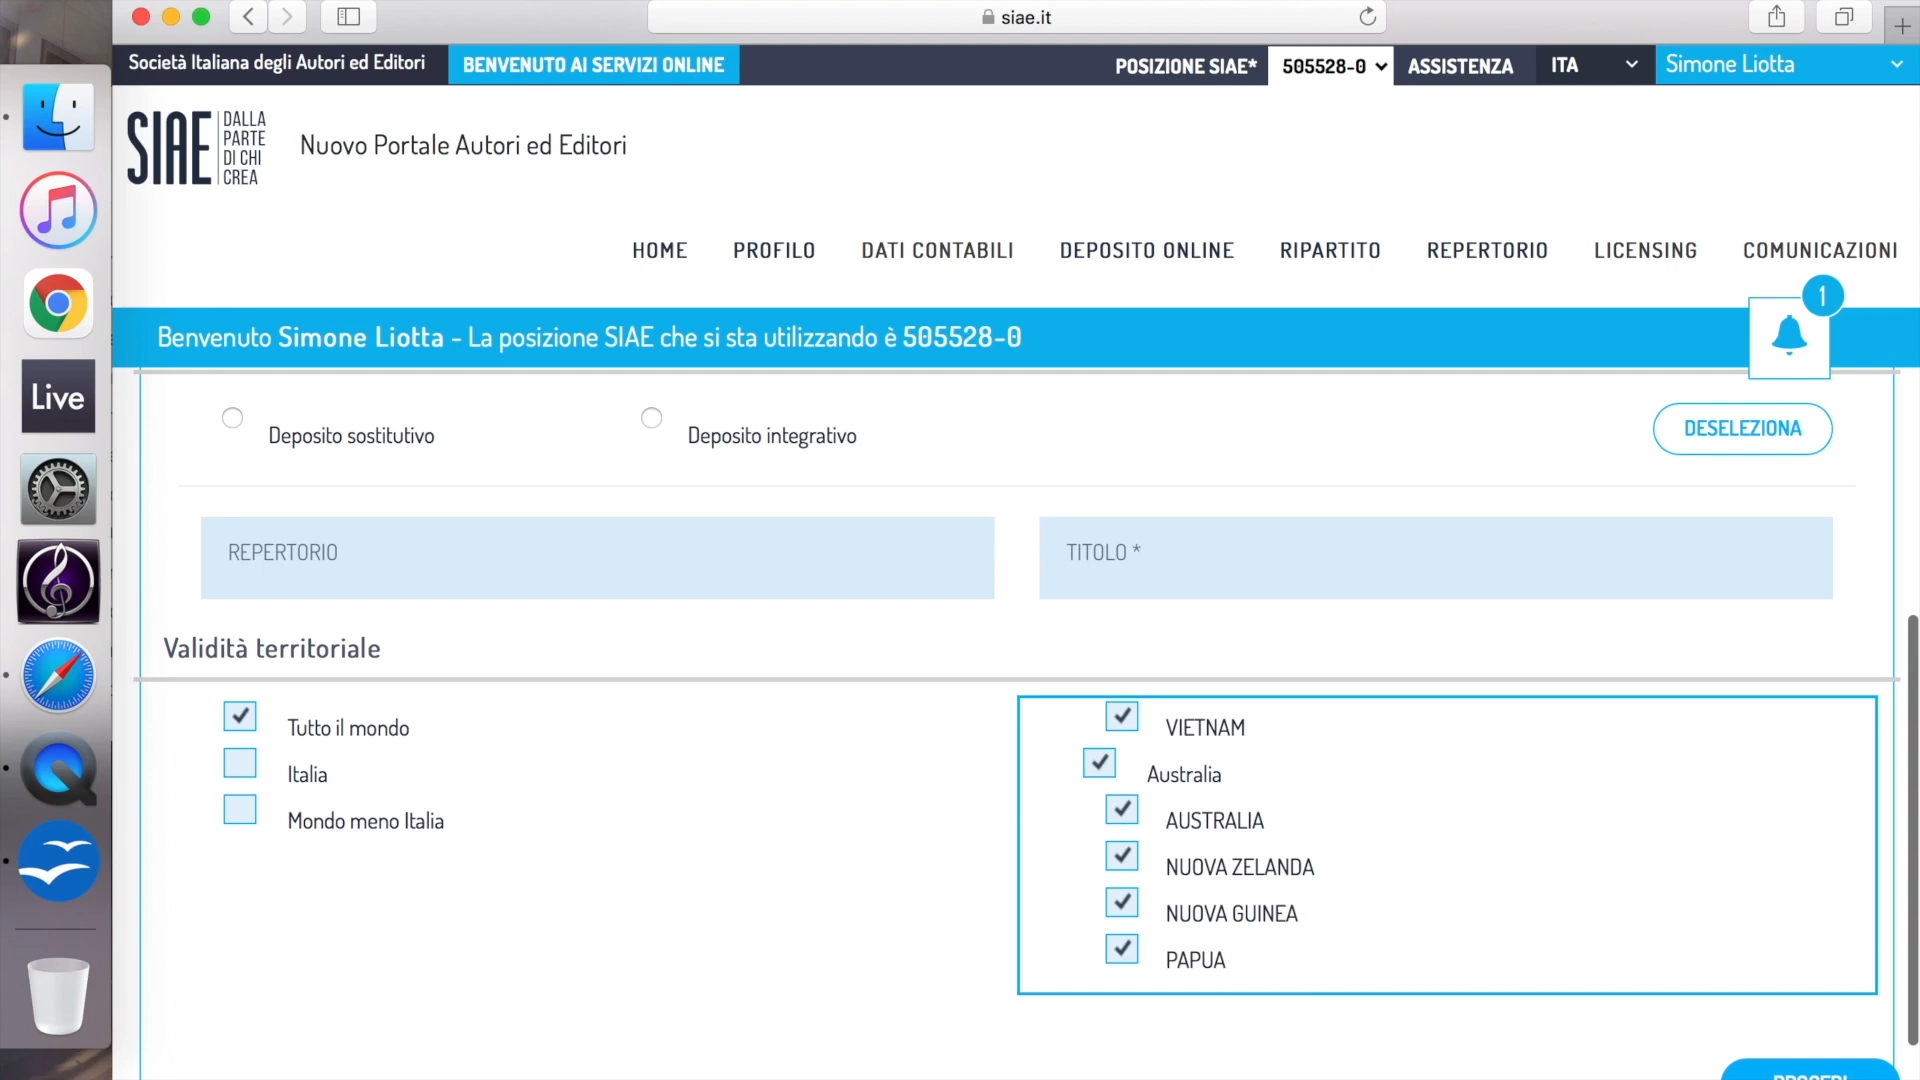 siae.it
Società Italiana degli Autori ed Editori
BENVENUTO AI SERVIZI ONLINE
POSIZIONE SIAE*
505528-0
ASSISTENZA
ITA
Simone Liotta
SIAE
DALLA
PARTE
DI CHI
CREA
Nuovo Portale Autori ed Editori
HOME
PROFILO
DATI CONTABILI
DEPOSITO ONLINE
RIPARTITO
REPERTORIO
LICENSING
COMUNICAZIONI
1
Benvenuto Simone Liotta - La posizione SIAE che si sta utilizzando è 505528-0
Live
Deposito sostitutivo
Deposito integrativo
DESELEZIONA
REPERTORIO
TITOLO *
Validità territoriale
Tutto il mondo
Italia
Mondo meno Italia
VIETNAM
Australia
AUSTRALIA
NUOVA ZELANDA
NUOVA GUINEA
PAPUA